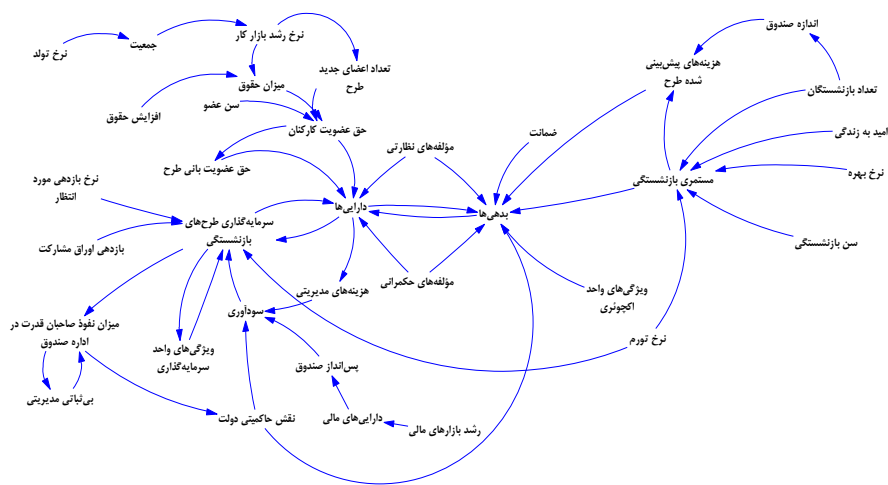 اندازه صندوق
نرخ رشد بازار کار
جمعیت
نرخ تولد
هزینه‌های پیش‌بینی
شده طرح
تعداد اعضای جدید
طرح
میزان حقوق
تعداد بازنشستگان
سن عضو
افزایش حقوق
حق عضویت کارکنان
ضمانت
امید به زندگی
مؤلفه‌های نظارتی
حق عضویت بانی طرح
نرخ بهره
مستمری بازنشستگی
نرخ بازدهی مورد
انتظار
دارایی‌ها
بدهی‌ها
سرمایه‌گذاری طرح‌های
بازنشستگی
بازدهی اوراق مشارکت
سن بازنشستگی
مؤلفه‌های حکمرانی
هزینه‌های مدیریتی
ویژگی‌های واحد
اکچوئری
سودآوری
میزان نفوذ صاحبان قدرت در
اداره صندوق
نرخ تورم
ویژگی‌های واحد
سرمایه‌گذاری
پس‌انداز صندوق
بی‌ثباتی مدیریتی
نقش حاکمیتی دولت
دارایی‌های مالی
رشد بازارهای مالی